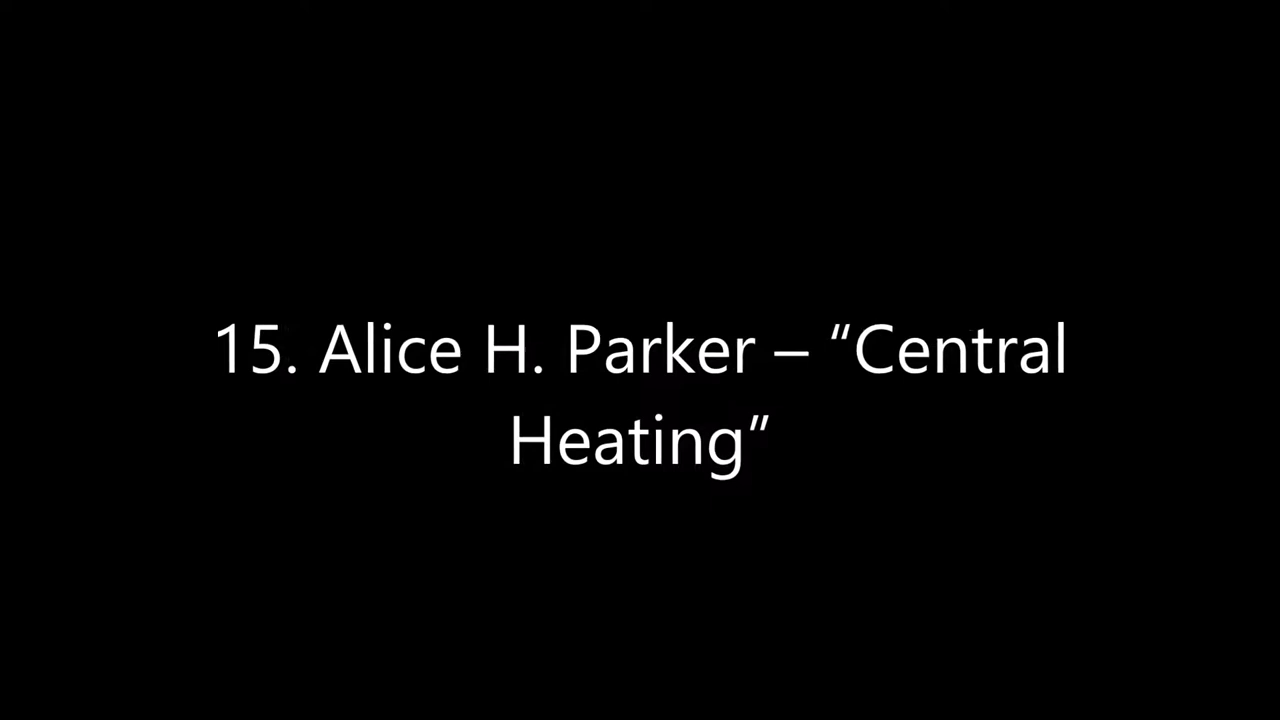 15. Alice H. Parker – “Central
Heating”